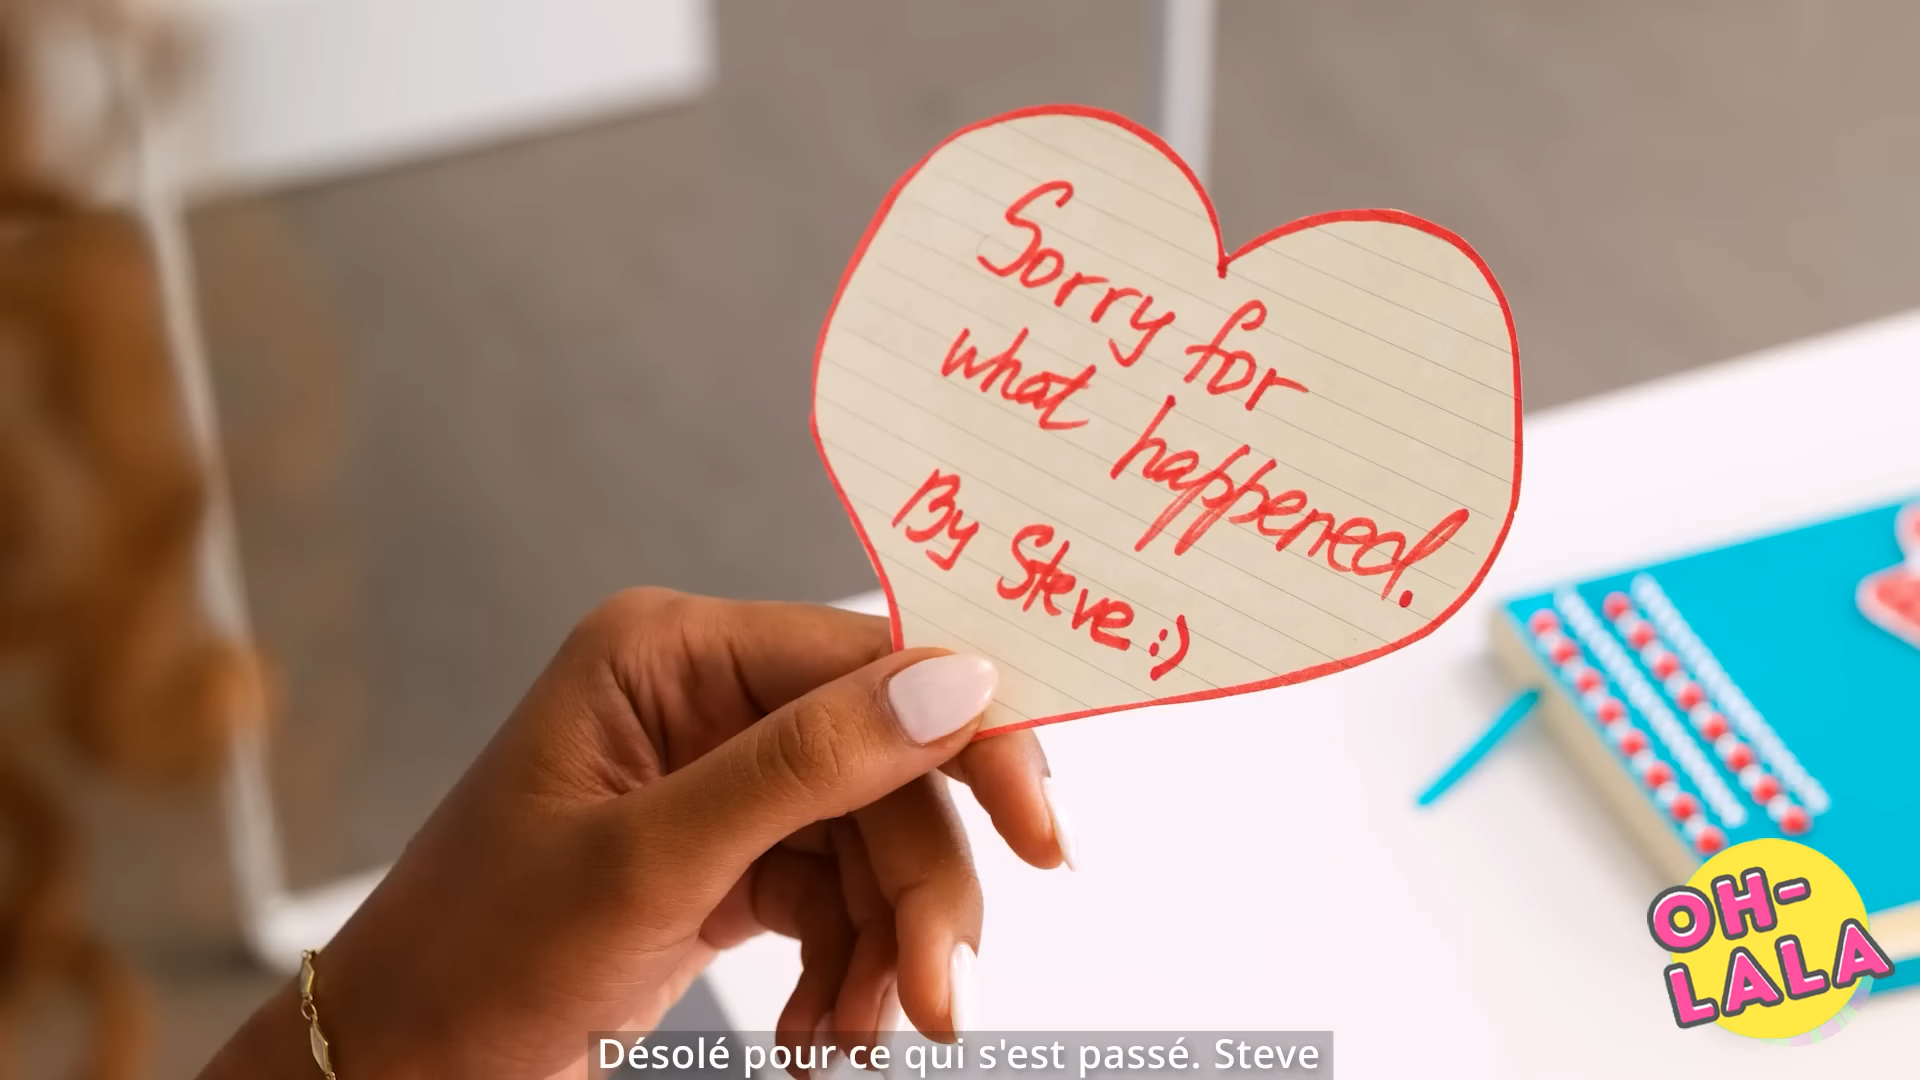 Sorry for
what happened.
By Steve :)
OH-
LALA
Désolé pour ce qui s'est passé. Steve